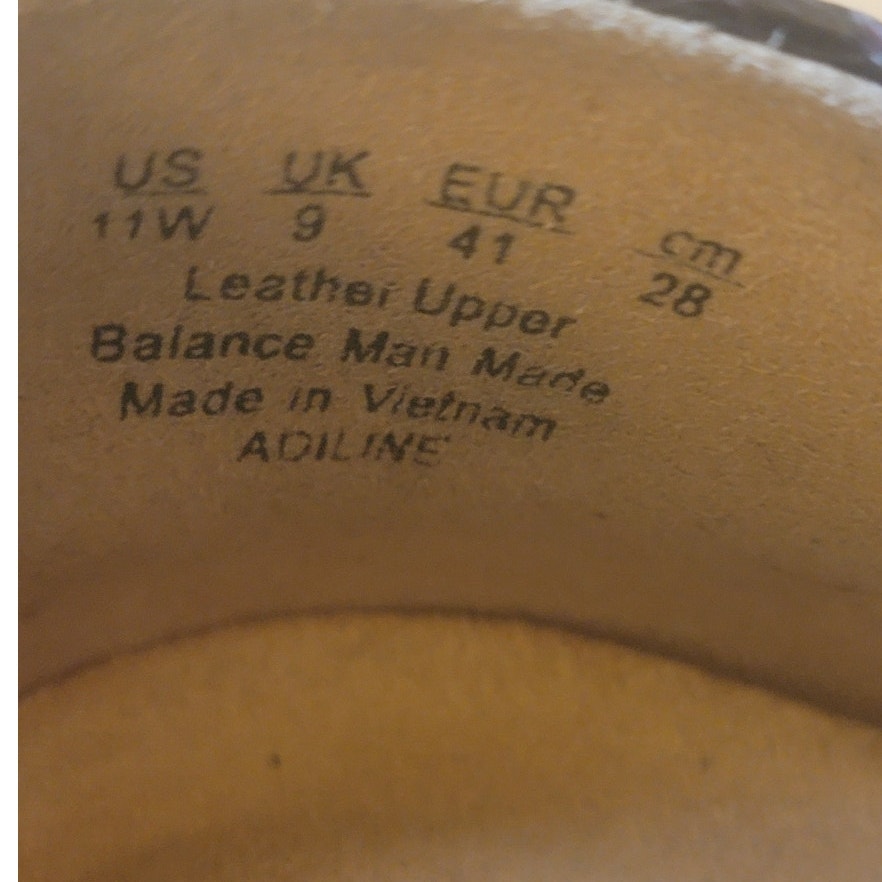 US UK EUR cm
11W 9 41 28
Leather Upper
Balance Man Made
Made in Vietnam
ADILINE